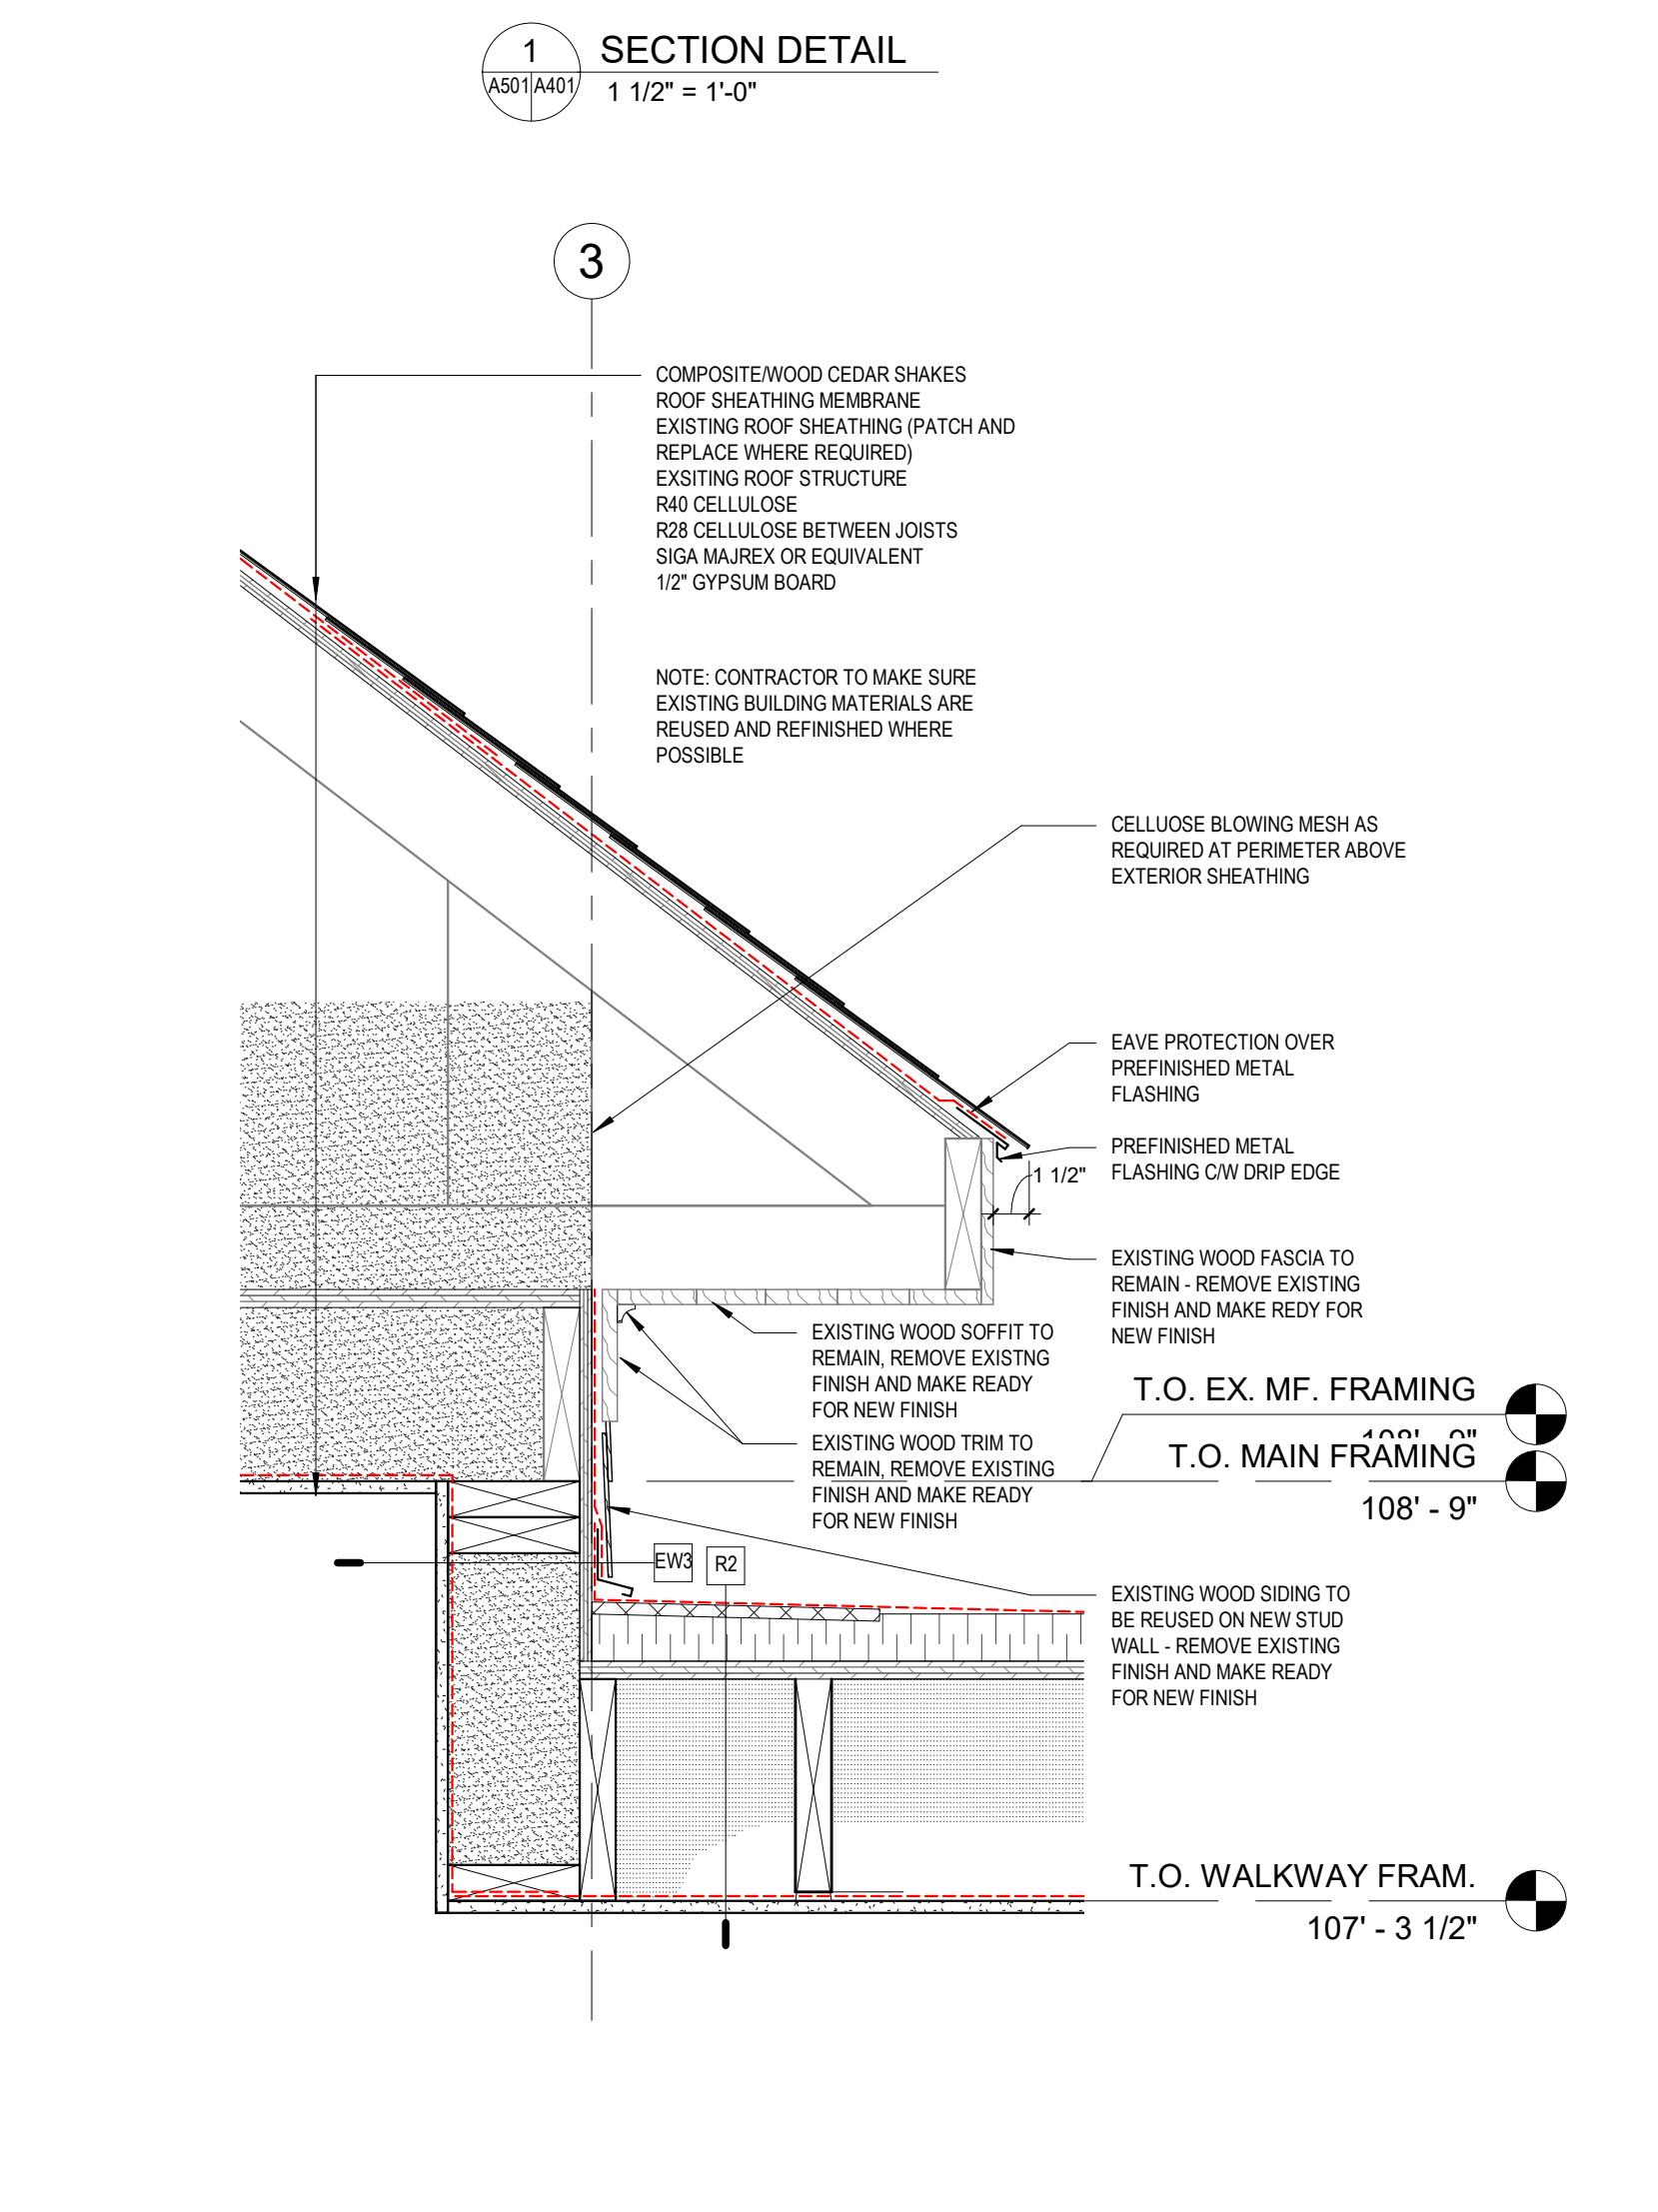 1
SECTION DETAIL
A501 A401
1 1/2" = 1'-0"
3
COMPOSITE/WOOD CEDAR SHAKES
ROOF SHEATHING MEMBRANE
EXISTING ROOF SHEATHING (PATCH AND
REPLACE WHERE REQUIRED)
EXSITING ROOF STRUCTURE
R40 CELLULOSE
R28 CELLULOSE BETWEEN JOISTS
SIGA MAJREX OR EQUIVALENT
1/2" GYPSUM BOARD
NOTE: CONTRACTOR TO MAKE SURE
EXISTING BUILDING MATERIALS ARE
REUSED AND REFINISHED WHERE
POSSIBLE
CELLUOSE BLOWING MESH AS
REQUIRED AT PERIMETER ABOVE
EXTERIOR SHEATHING
EAVE PROTECTION OVER
PREFINISHED METAL
FLASHING
PREFINISHED METAL
FLASHING C/W DRIP EDGE
1 1/2"
EXISTING WOOD FASCIA TO
REMAIN - REMOVE EXISTING
FINISH AND MAKE REDY FOR
NEW FINISH
EXISTING WOOD SOFFIT TO
REMAIN, REMOVE EXISTNG
FINISH AND MAKE READY
FOR NEW FINISH
T.O. EX. MF. FRAMING
T.O. MAIN FRAMING
108' - 9"
EXISTING WOOD TRIM TO
REMAIN, REMOVE EXISTING
FINISH AND MAKE READY
FOR NEW FINISH
EW3
R2
EXISTING WOOD SIDING TO
BE REUSED ON NEW STUD
WALL - REMOVE EXISTING
FINISH AND MAKE READY
FOR NEW FINISH
T.O. WALKWAY FRAM.
107' - 3 1/2"